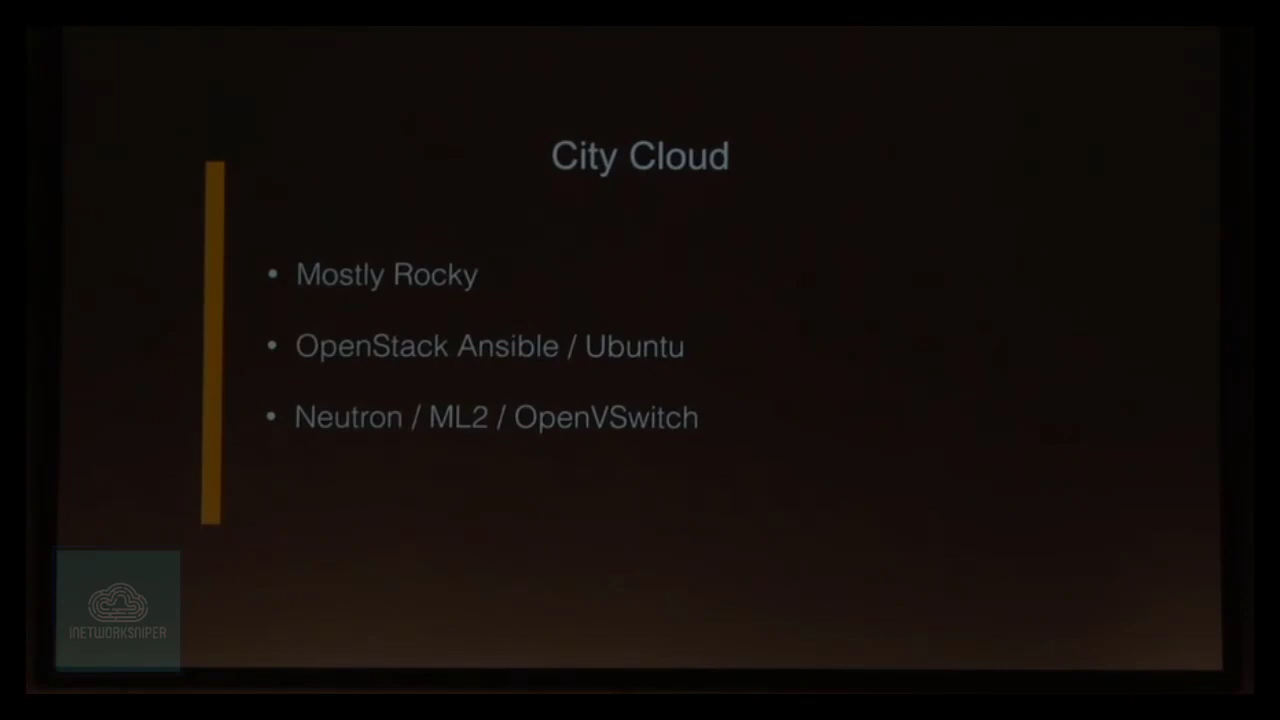 City Cloud
• Mostly Rocky
• OpenStack Ansible / Ubuntu
• Neutron / ML2 / OpenVSwitch
INETWORKSNIPER